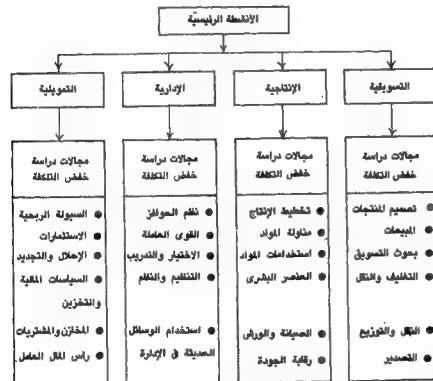 الأنشطة الرئيسية
التسويقية
الإنتاجية
الإدارية
التمويلية
مجالات دراسة
خفض التكلفة
تصميم المنتجات
المبيعات
بحوث التسويق
التغليف والنقل
النقل والتوزيع
التصدير
مجالات دراسة
خفض التكلفة
تخطيط الإنتاج
مناولة المواد
استخدامات المواد
العنصر البشرى
الصيانة والورش
رقابة الجودة
مجالات دراسة
خفض التكلفة
نظم الحوافز
القوى العاملة
الاختيار والتدريب
التنظيم والنظم
استخدام الوسائل
الحديثة في الإدارة
مجالات دراسة
خفض التكلفة
السيولة الربحية
الاستثمارات
الإحلال والتجديد
السياسات المالية
والتخزين
المخازن والمشتريات
راس المال العامل